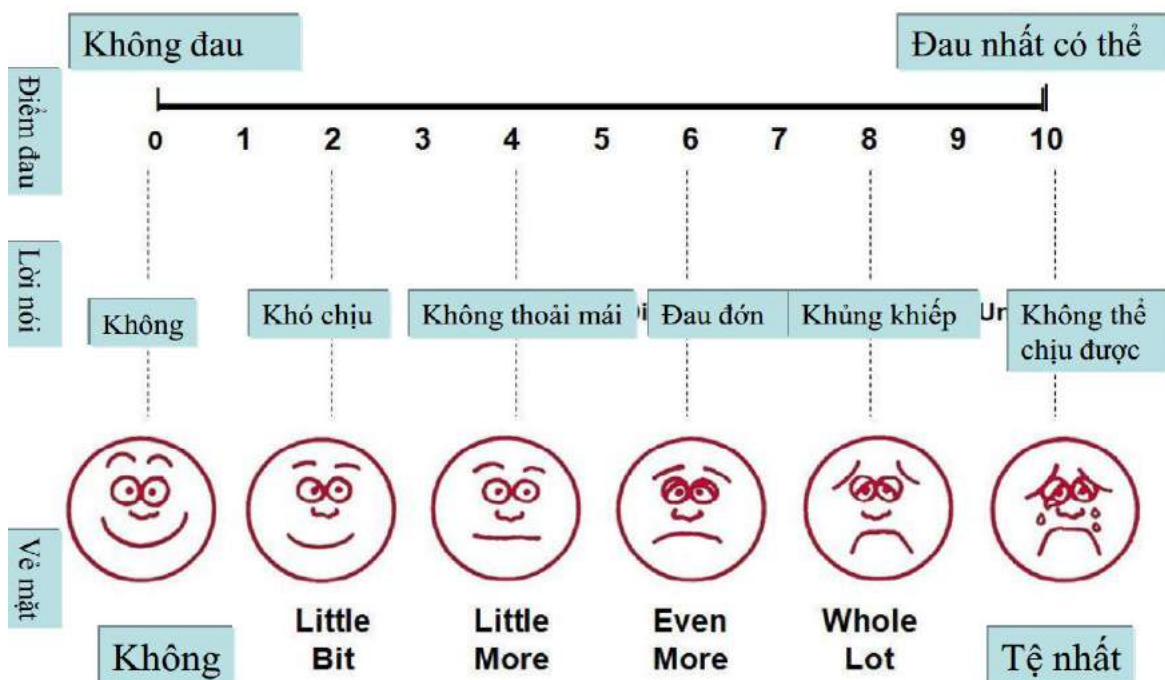 Không đau
Đau nhất có thể
Điểm đau
0 1 2 3 4 5 6 7 8 9 10
Lời nói
Không
Khó chịu
Không thoải mái
Đau đớn
Khủng khiếp
Không thể
chịu được
Vẻ mặt
Không
Little
Bit
Little
More
Even
More
Whole
Lot
Tệ nhất